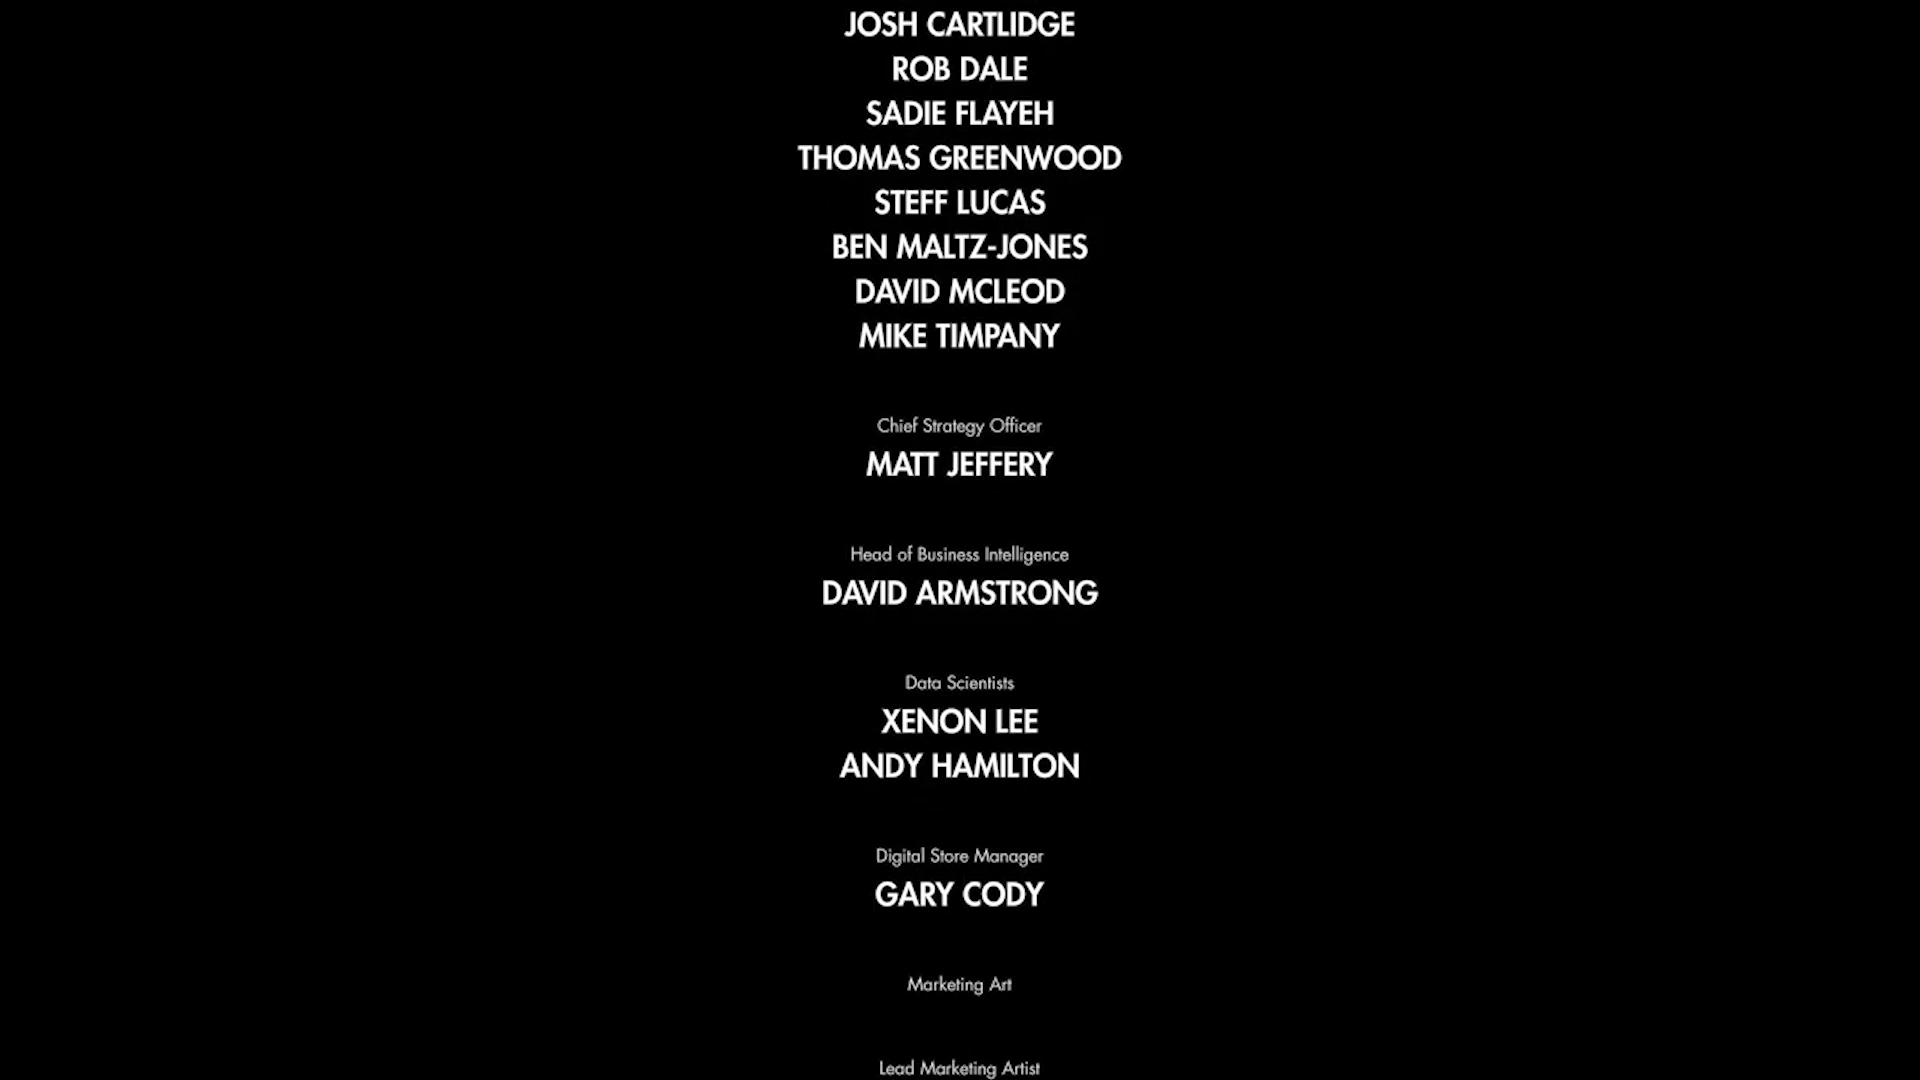 JOSH CARTLIDGE
ROB DALE
SADIE FLAYEH
THOMAS GREENWOOD
STEFF LUCAS
BEN MALTZ-JONES
DAVID MCLEOD
MIKE TIMPANY
Chief Strategy Officer
MATT JEFFERY
Head of Business Intelligence
DAVID ARMSTRONG
Data Scientists
XENON LEE
ANDY HAMILTON
Digital Store Manager
GARY CODY
Marketing Art
Lead Marketing Artist